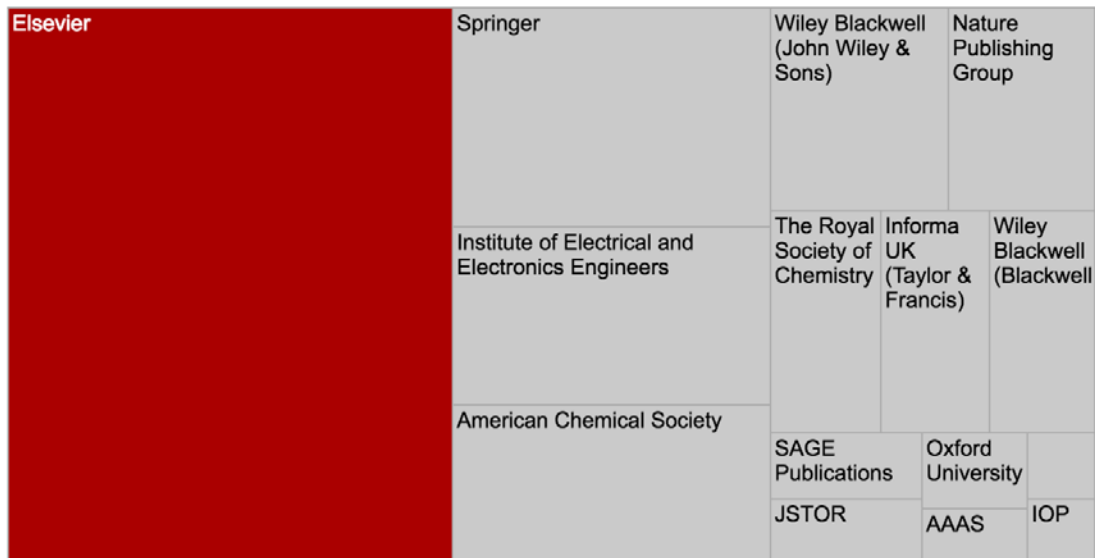 Elsevier
Springer
Institute of Electrical and
Electronics Engineers
American Chemical Society
Wiley Blackwell
(John Wiley &
Sons)
Nature
Publishing
Group
The Royal
Society of
Chemistry
Informa
UK
(Taylor &
Francis)
Wiley
Blackwell
(Blackwell
SAGE
Publications
Oxford
University
JSTOR
AAAS
IOP